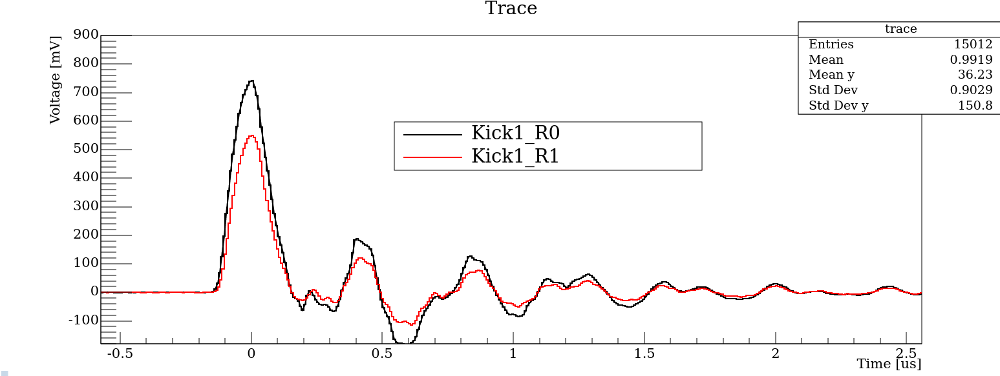 Trace
trace
Entries 15012
Mean 0.9919
Mean y 36.23
Std Dev 0.9029
Std Dev y 150.8
Voltage [mV]
900
800
700
600
500
400
300
200
100
0
-100
Kick1_R0
Kick1_R1
-0.5 0 0.5 1 1.5 2 2.5
Time [us]